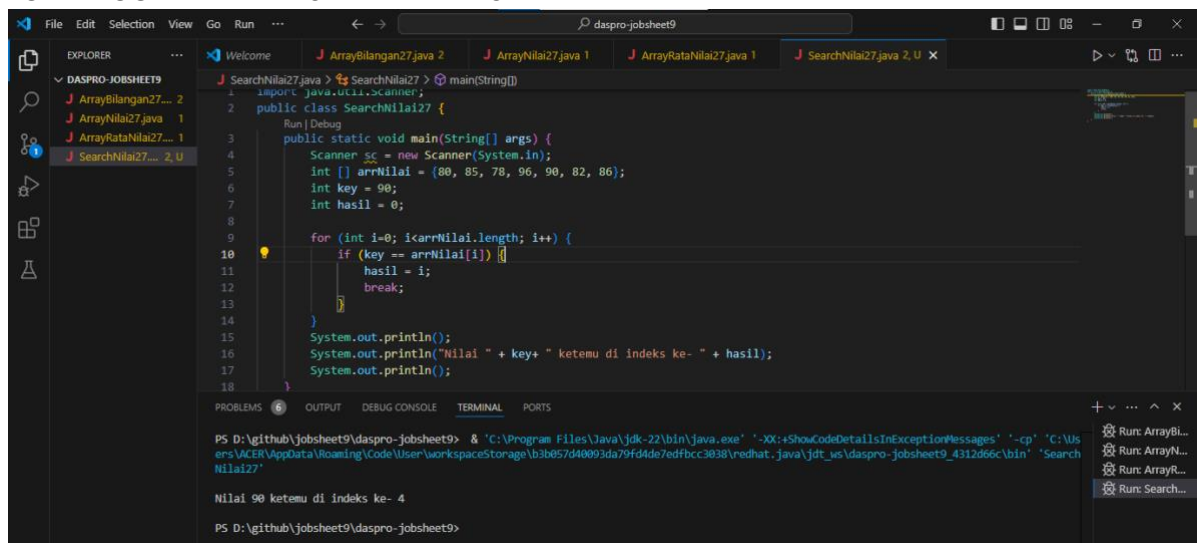 File Edit Selection View Go Run ··· ← → daspro-jobsheet9
EXPLORER ···
DASPRO-JOBSHEET9
ArrayBilangan27.... 2
ArrayNilai27.java 1
ArrayRataNilai27.... 1
SearchNilai27.... 2, U
1
Welcome ArrayBilangan27.java 2 ArrayNilai27.java 1 ArrayRataNilai27.java 1 SearchNilai27.java 2, U
SearchNilai27.java > SearchNilai27 > main(String[])
1 import java.util.Scanner;
2 public class SearchNilai27 {
Run | Debug
3 public static void main(String[] args) {
4 Scanner sc = new Scanner(System.in);
5 int [] arrNilai = {80, 85, 78, 96, 90, 82, 86};
6 int key = 90;
7 int hasil = 0;
8
9 for (int i=0; i<arrNilai.length; i++) {
10 if (key == arrNilai[i]) {
11 hasil = i;
12 break;
13 }
14 }
15 System.out.println();
16 System.out.println("Nilai " + key+ " ketemu di indeks ke- " + hasil);
17 System.out.println();
18 }
PROBLEMS 6 OUTPUT DEBUG CONSOLE TERMINAL PORTS
PS D:\github\jobsheet9\daspro-jobsheet9> & 'C:\Program Files\Java\jdk-22\bin\java.exe' '-XX:+ShowCodeDetailsInExceptionMessages' '-cp' 'C:\Us
ers\ACER\AppData\Roaming\Code\User\workspaceStorage\b3b057d40093da79fd4de7edfbcc3038\redhat.java\jdt_ws\daspro-jobsheet9_4312d66c\bin' 'Search
Nilai27'
Nilai 90 ketemu di indeks ke- 4
PS D:\github\jobsheet9\daspro-jobsheet9>
Run: ArrayBi...
Run: ArrayN...
Run: ArrayR...
Run: Search...